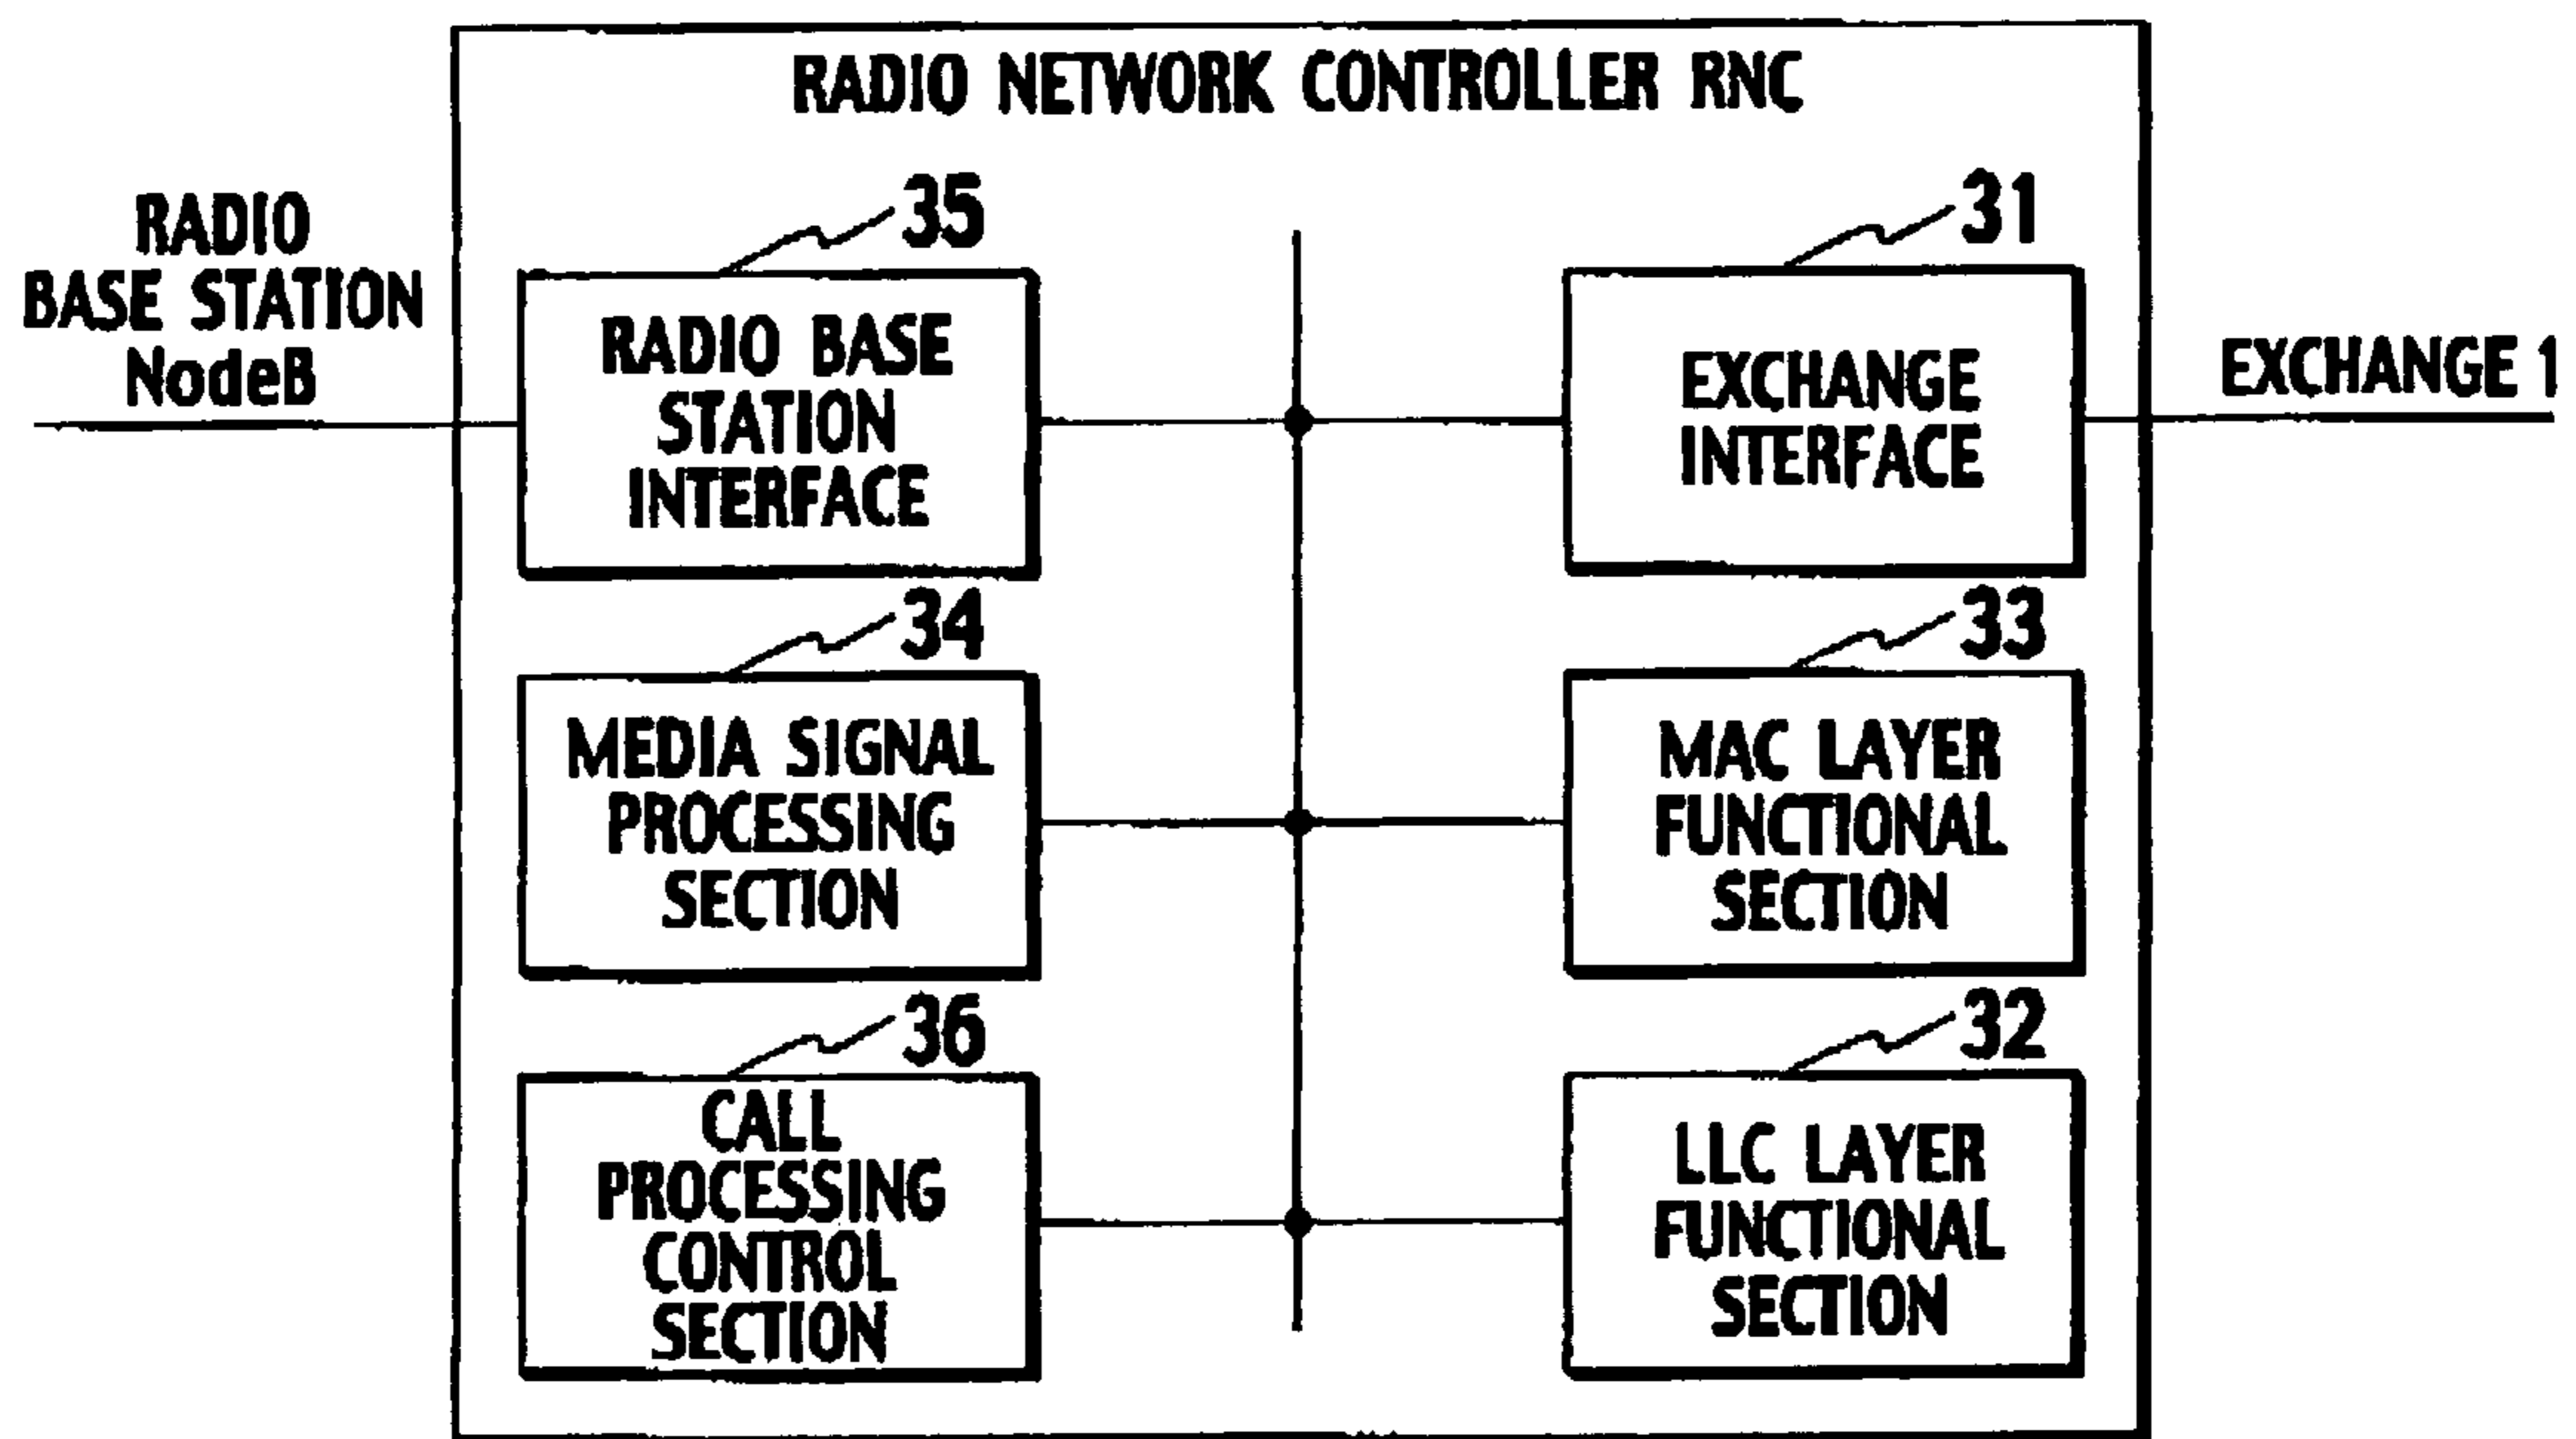 RADIO NETWORK CONTROLLER RNC
RADIO
BASE STATION
NodeB
35
RADIO BASE
STATION
INTERFACE
31
EXCHANGE
INTERFACE
EXCHANGE 1
34
MEDIA SIGNAL
PROCESSING
SECTION
33
MAC LAYER
FUNCTIONAL
SECTION
36
CALL
PROCESSING
CONTROL
SECTION
32
LLC LAYER
FUNCTIONAL
SECTION